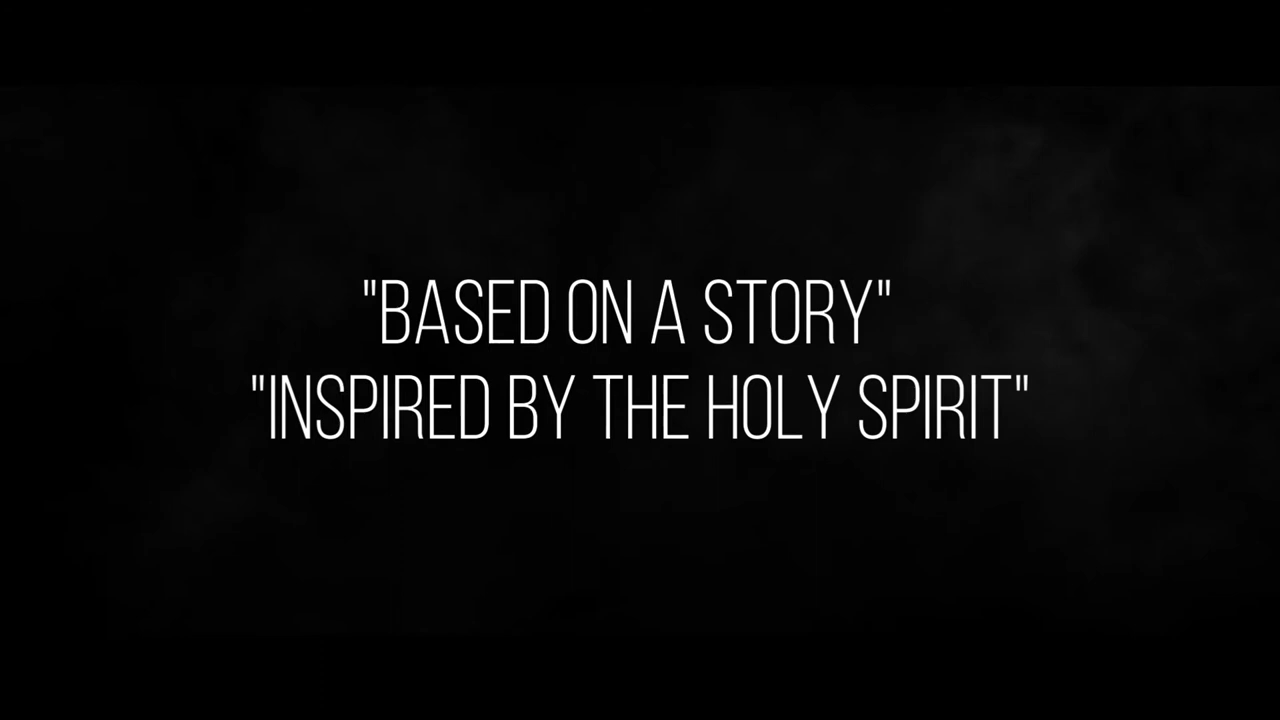 "BASED ON A STORY"
"INSPIRED BY THE HOLY SPIRIT"